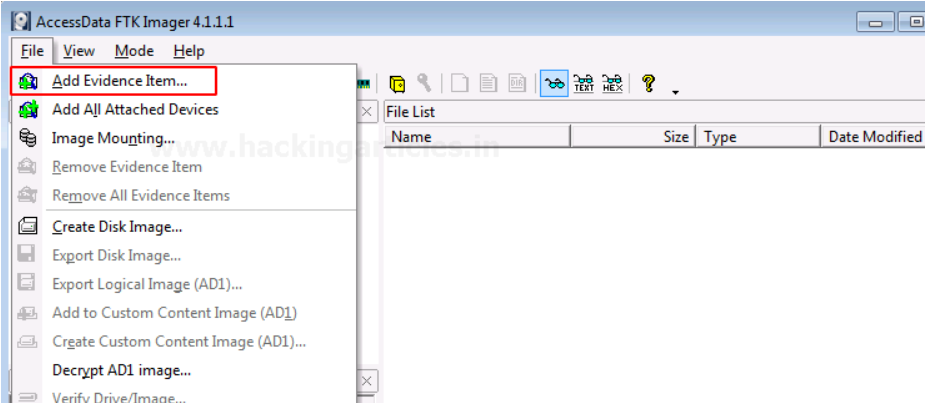 AccessData FTK Imager 4.1.1.1
File View Mode Help
Add Evidence Item...
TEXT HEX
DIR
Add All Attached Devices
File List
Image Mounting...
Name Size Type Date Modified
www.hackingarticles.in
Remove Evidence Item
Remove All Evidence Items
Create Disk Image...
Export Disk Image...
Export Logical Image (AD1)...
Add to Custom Content Image (AD1)
Create Custom Content Image (AD1)...
Decrypt AD1 image...
Verify Drive/Image...